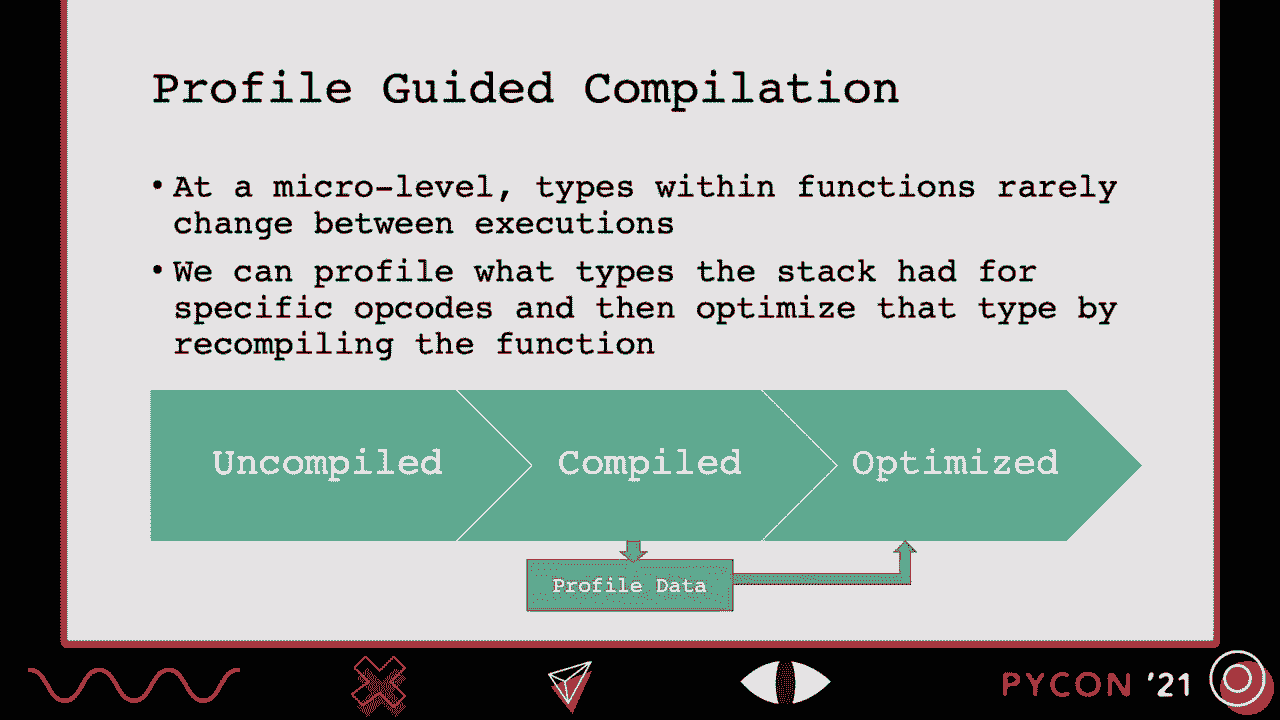 Profile Guided Compilation
• At a micro-level, types within functions rarely
change between executions
• We can profile what types the stack had for
specific opcodes and then optimize that type by
recompiling the function
Uncompiled
Compiled
Optimized
Profile Data
PYCON '21